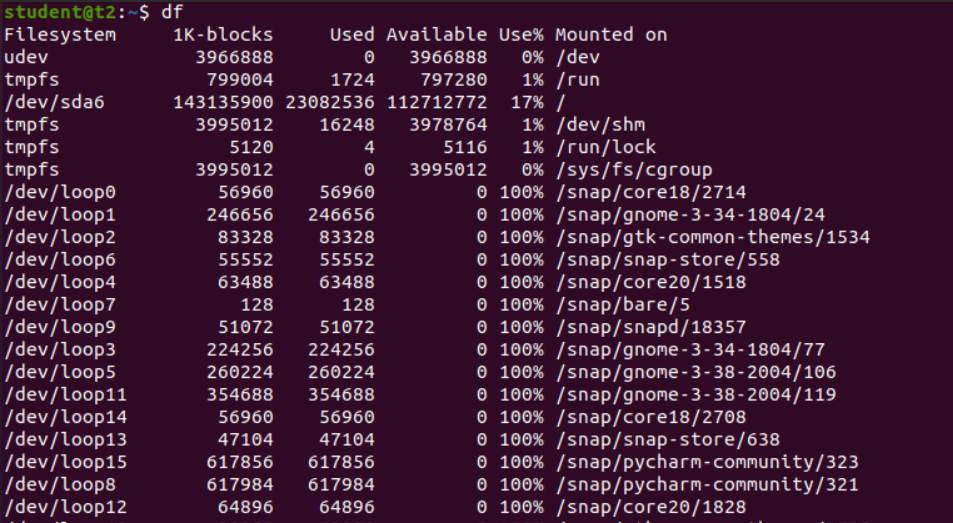 student@t2:~$ df
Filesystem     1K-blocks     Used Available Use% Mounted on
udev             3966888        0   3966888   0% /dev
tmpfs             799004     1724    797280   1% /run
/dev/sda6      143135900 23082536 112712772  17% /
tmpfs            3995012    16248   3978764   1% /dev/shm
tmpfs               5120        4      5116   1% /run/lock
tmpfs            3995012        0   3995012   0% /sys/fs/cgroup
/dev/loop0         56960    56960         0 100% /snap/core18/2714
/dev/loop1        246656   246656         0 100% /snap/gnome-3-34-1804/24
/dev/loop2         83328    83328         0 100% /snap/gtk-common-themes/1534
/dev/loop6         55552    55552         0 100% /snap/snap-store/558
/dev/loop4         63488    63488         0 100% /snap/core20/1518
/dev/loop7           128      128         0 100% /snap/bare/5
/dev/loop9         51072    51072         0 100% /snap/snapd/18357
/dev/loop3        224256   224256         0 100% /snap/gnome-3-34-1804/77
/dev/loop5        260224   260224         0 100% /snap/gnome-3-38-2004/106
/dev/loop11       354688   354688         0 100% /snap/gnome-3-38-2004/119
/dev/loop14        56960    56960         0 100% /snap/core18/2708
/dev/loop13        47104    47104         0 100% /snap/snap-store/638
/dev/loop15       617856   617856         0 100% /snap/pycharm-community/323
/dev/loop8        617984   617984         0 100% /snap/pycharm-community/321
/dev/loop12        64896    64896         0 100% /snap/core20/1828